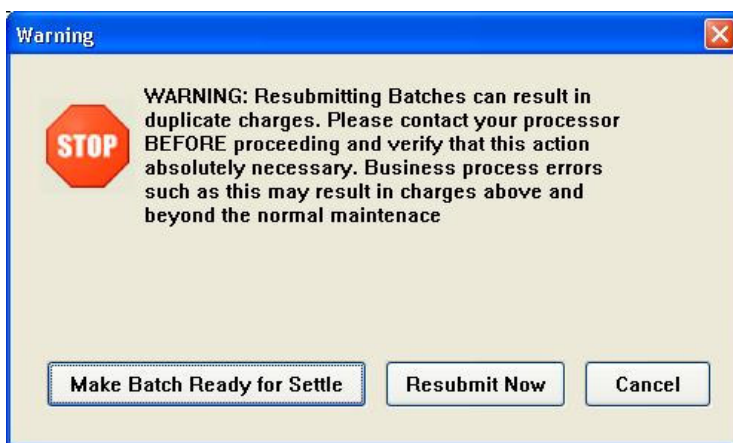 Warning
WARNING: Resubmitting Batches can result in
duplicate charges. Please contact your processor
STOP
BEFORE proceeding and verify that this action
absolutely necessary. Business process errors
such as this may result in charges above and
beyond the normal maintenace
Make Batch Ready for Settle
Resubmit Now
Cancel